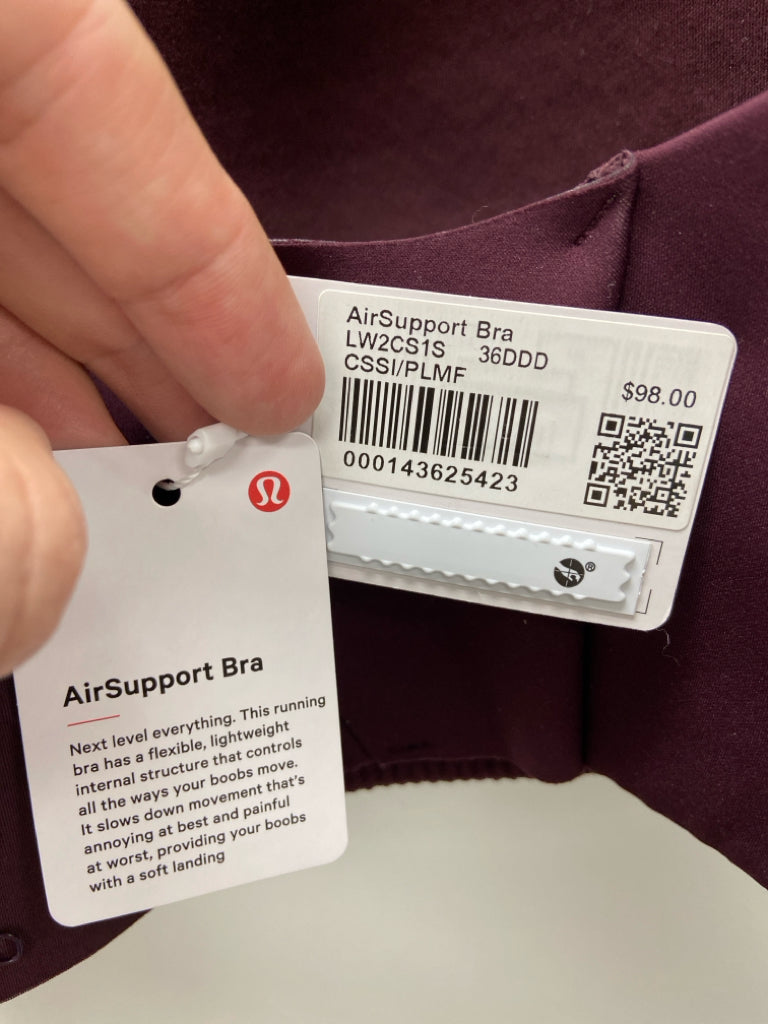 AirSupport Bra
LW2CS1S 36DDD
CSSI/PLMF
$98.00
000143625423
®
AirSupport Bra
Next level everything. This running
bra has a flexible, lightweight
internal structure that controls
all the ways your boobs move.
It slows down movement that's
annoying at best and painful
at worst, providing your boobs
with a soft landing